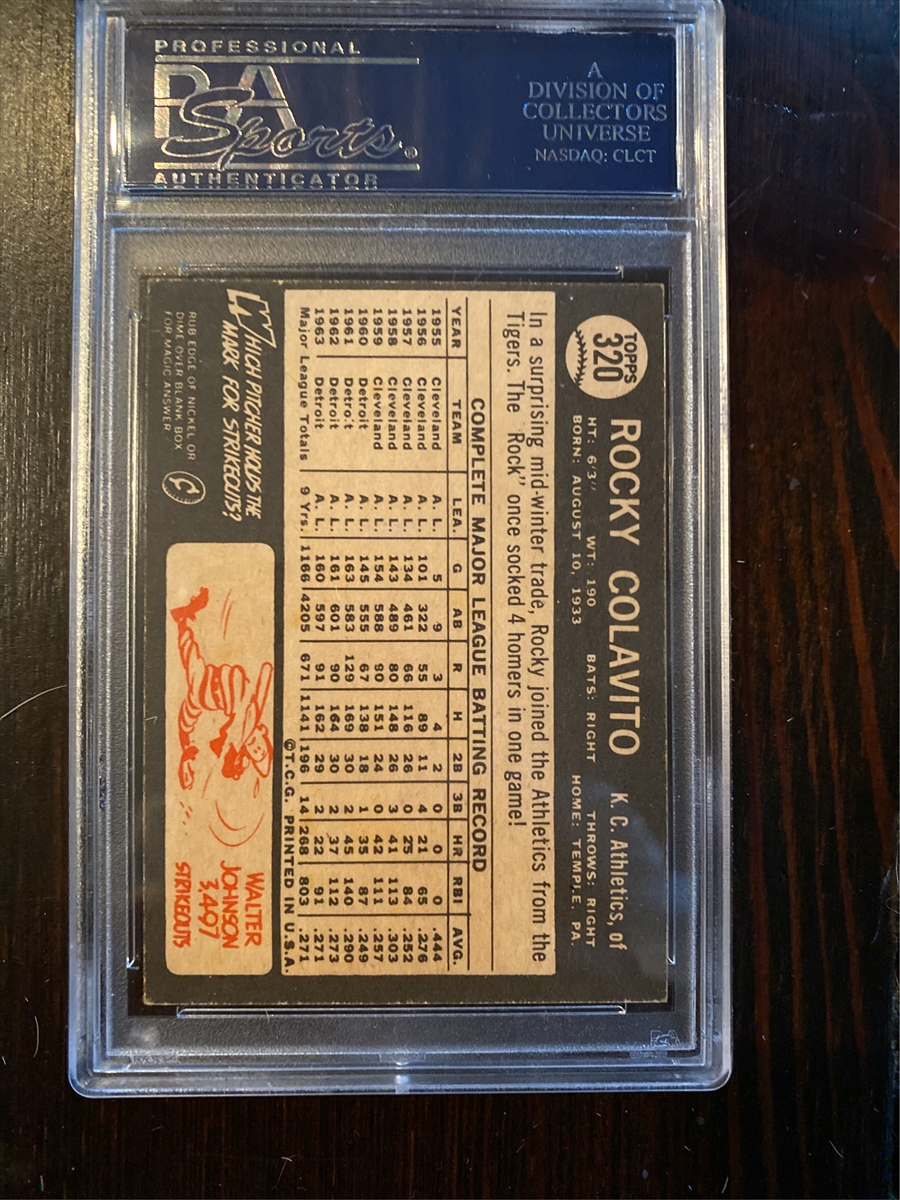 PROFESSIONAL
PSA
Sports®
AUTHENTICATOR
A
DIVISION OF
COLLECTORS
UNIVERSE
NASDAQ: CLCT
TOPPS
320
ROCKY COLAVITO K. C. Athletics, of
HT: 6'3" WT: 190 BATS: RIGHT THROWS: RIGHT
BORN: AUGUST 10, 1933 HOME: TEMPLE, PA.
In a surprising mid-winter trade, Rocky joined the Athletics from the
Tigers. The "Rock" once socked 4 homers in one game!
COMPLETE MAJOR LEAGUE BATTING RECORD
YEAR TEAM LEA. G AB R H 2B 3B HR RBI AVG.
1955 Cleveland A. L. 5 9 3 4 2 0 0 0 .444
1956 Cleveland A. L. 101 322 55 89 11 4 21 65 .276
1957 Cleveland A. L. 134 461 66 116 26 0 25 84 .252
1958 Cleveland A. L. 143 489 80 148 26 3 41 113 .303
1959 Cleveland A. L. 154 588 90 151 24 0 42 111 .257
1960 Detroit A. L. 145 555 67 138 18 1 35 87 .249
1961 Detroit A. L. 163 583 129 169 30 2 45 140 .290
1962 Detroit A. L. 161 601 90 164 30 2 37 112 .273
1963 Detroit A. L. 160 597 91 162 29 2 22 91 .271
Major League Totals 9 Yrs. 1166 4205 671 1141 196 14 268 803 .271
©T.C.G. PRINTED IN U.S.A.
WHICH PITCHER HOLDS THE
MARK FOR STRIKEOUTS?
RUB EDGE OF NICKEL OR
DIME OVER BLANK BOX
FOR MAGIC ANSWER
WALTER
JOHNSON
3,497
STRIKEOUTS